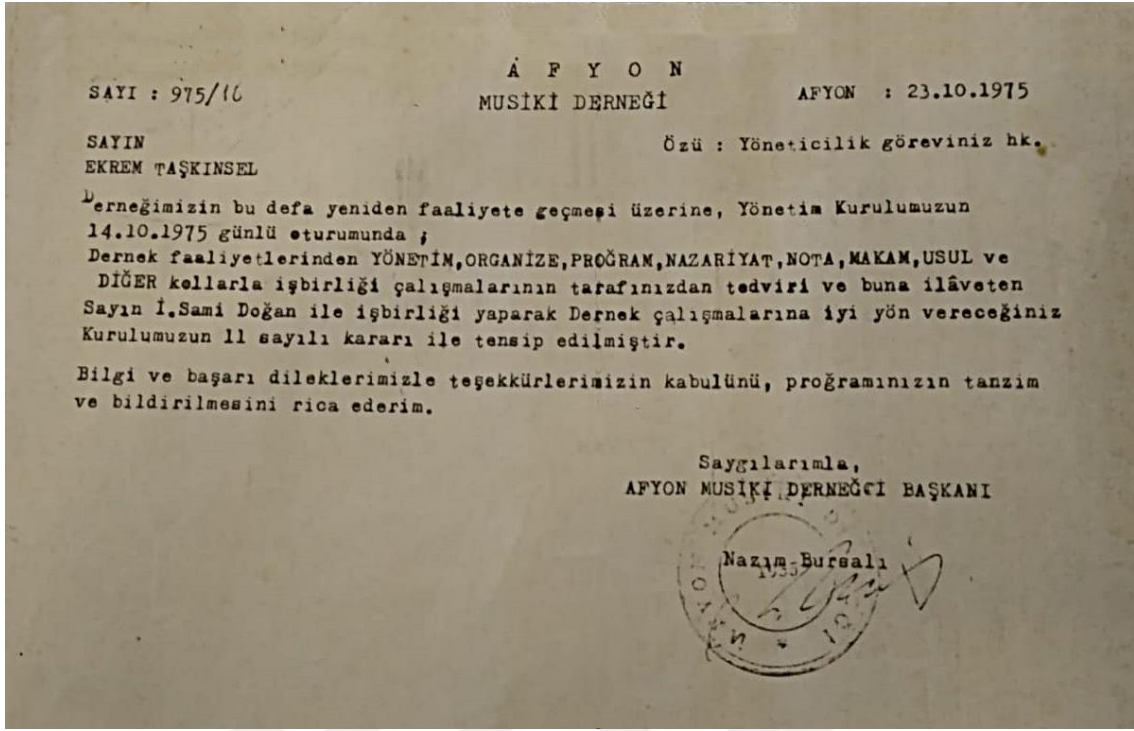 A F Y O N
MUSİKİ DERNEĞİ
SAYI : 975/16
AFYON : 23.10.1975
SAYIN
EKREM TAŞKINSEL
Özü : Yöneticilik göreviniz hk.
Derneğimizin bu defa yeniden faaliyete geçmesi üzerine, Yönetim Kurulumuzun
14.10.1975 günlü oturumunda ;
Dernek faaliyetlerinden YÖNETİM,ORGANİZE,PROĞRAM,NAZARİYAT,NOTA,MAKAM,USUL ve
DİĞER kollarla işbirliği çalışmalarının tarafınızdan tedviri ve buna ilâveten
Sayın İ.Sami Doğan ile işbirliği yaparak Dernek çalışmalarına iyi yön vereceğiniz
Kurulumuzun 11 sayılı kararı ile tensip edilmiştir.
Bilgi ve başarı dileklerimizle teşekkürlerimizin kabulünü, proğramınızın tanzim
ve bildirilmesini rica ederim.
Saygılarımla,
AFYON MUSİKİ DERNEĞİ BAŞKANI
Nazım Bursalı